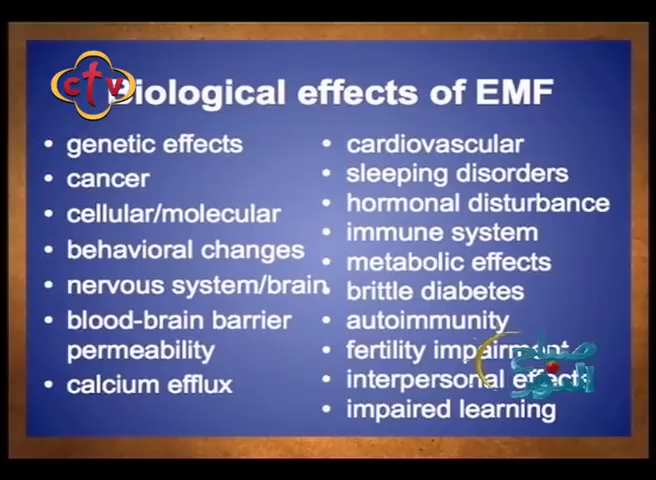 ctv
Biological effects of EMF
• genetic effects
• cancer
• cellular/molecular
• behavioral changes
• nervous system/brain
• blood-brain barrier
permeability
• calcium efflux
• cardiovascular
• sleeping disorders
• hormonal disturbance
• immune system
• metabolic effects
• brittle diabetes
• autoimmunity
• fertility impairment
• interpersonal effects
• impaired learning
النور